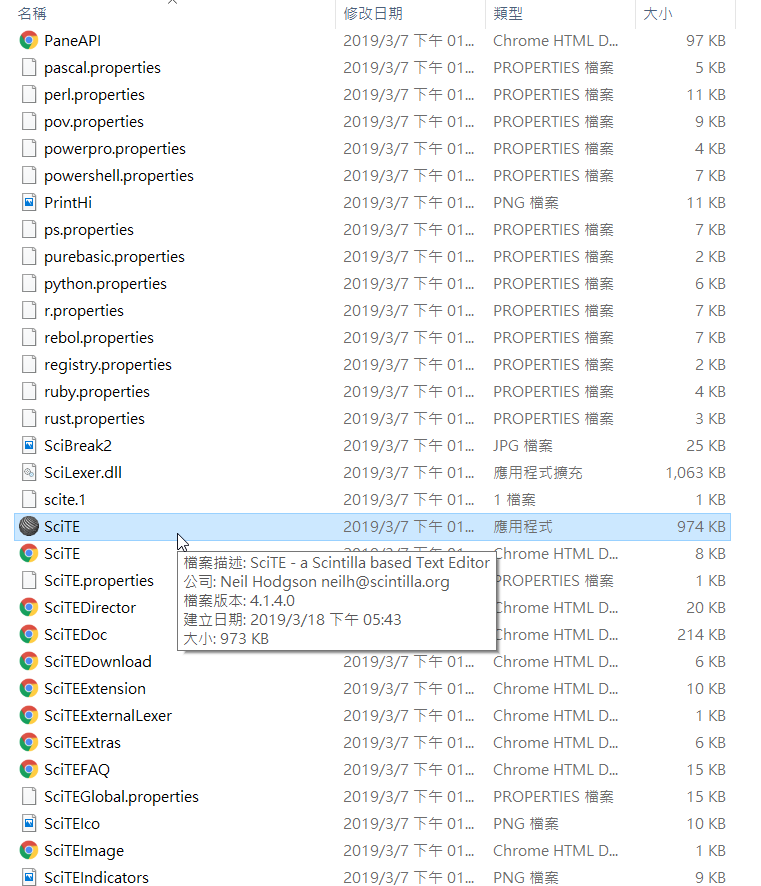 名稱 修改日期 類型 大小
PaneAPI 2019/3/7 下午 01... Chrome HTML D... 97 KB
pascal.properties 2019/3/7 下午 01... PROPERTIES 檔案 5 KB
perl.properties 2019/3/7 下午 01... PROPERTIES 檔案 11 KB
pov.properties 2019/3/7 下午 01... PROPERTIES 檔案 9 KB
powerpro.properties 2019/3/7 下午 01... PROPERTIES 檔案 4 KB
powershell.properties 2019/3/7 下午 01... PROPERTIES 檔案 7 KB
PrintHi 2019/3/7 下午 01... PNG 檔案 11 KB
ps.properties 2019/3/7 下午 01... PROPERTIES 檔案 7 KB
purebasic.properties 2019/3/7 下午 01... PROPERTIES 檔案 2 KB
python.properties 2019/3/7 下午 01... PROPERTIES 檔案 6 KB
r.properties 2019/3/7 下午 01... PROPERTIES 檔案 7 KB
rebol.properties 2019/3/7 下午 01... PROPERTIES 檔案 7 KB
registry.properties 2019/3/7 下午 01... PROPERTIES 檔案 2 KB
ruby.properties 2019/3/7 下午 01... PROPERTIES 檔案 4 KB
rust.properties 2019/3/7 下午 01... PROPERTIES 檔案 3 KB
SciBreak2 2019/3/7 下午 01... JPG 檔案 25 KB
SciLexer.dll 2019/3/7 下午 01... 應用程式擴充 1,063 KB
scite.1 2019/3/7 下午 01... 1 檔案 1 KB
SciTE 2019/3/7 下午 01... 應用程式 974 KB
SciTE Chrome HTML D... 8 KB
檔案描述: SciTE - a Scintilla based Text Editor
公司: Neil Hodgson neilh@scintilla.org
檔案版本: 4.1.4.0
建立日期: 2019/3/18 下午 05:43
大小: 973 KB
SciTE.properties PROPERTIES 檔案 1 KB
SciTEDirector Chrome HTML D... 20 KB
SciTEDoc Chrome HTML D... 214 KB
SciTEDownload 2019/3/7 下午 01... Chrome HTML D... 6 KB
SciTEExtension 2019/3/7 下午 01... Chrome HTML D... 10 KB
SciTEExternalLexer 2019/3/7 下午 01... Chrome HTML D... 1 KB
SciTEExtras 2019/3/7 下午 01... Chrome HTML D... 6 KB
SciTEFAQ 2019/3/7 下午 01... Chrome HTML D... 15 KB
SciTEGlobal.properties 2019/3/7 下午 01... PROPERTIES 檔案 15 KB
SciTEIco 2019/3/7 下午 01... PNG 檔案 10 KB
SciTEImage 2019/3/7 下午 01... Chrome HTML D... 1 KB
SciTEIndicators 2019/3/7 下午 01... PNG 檔案 9 KB